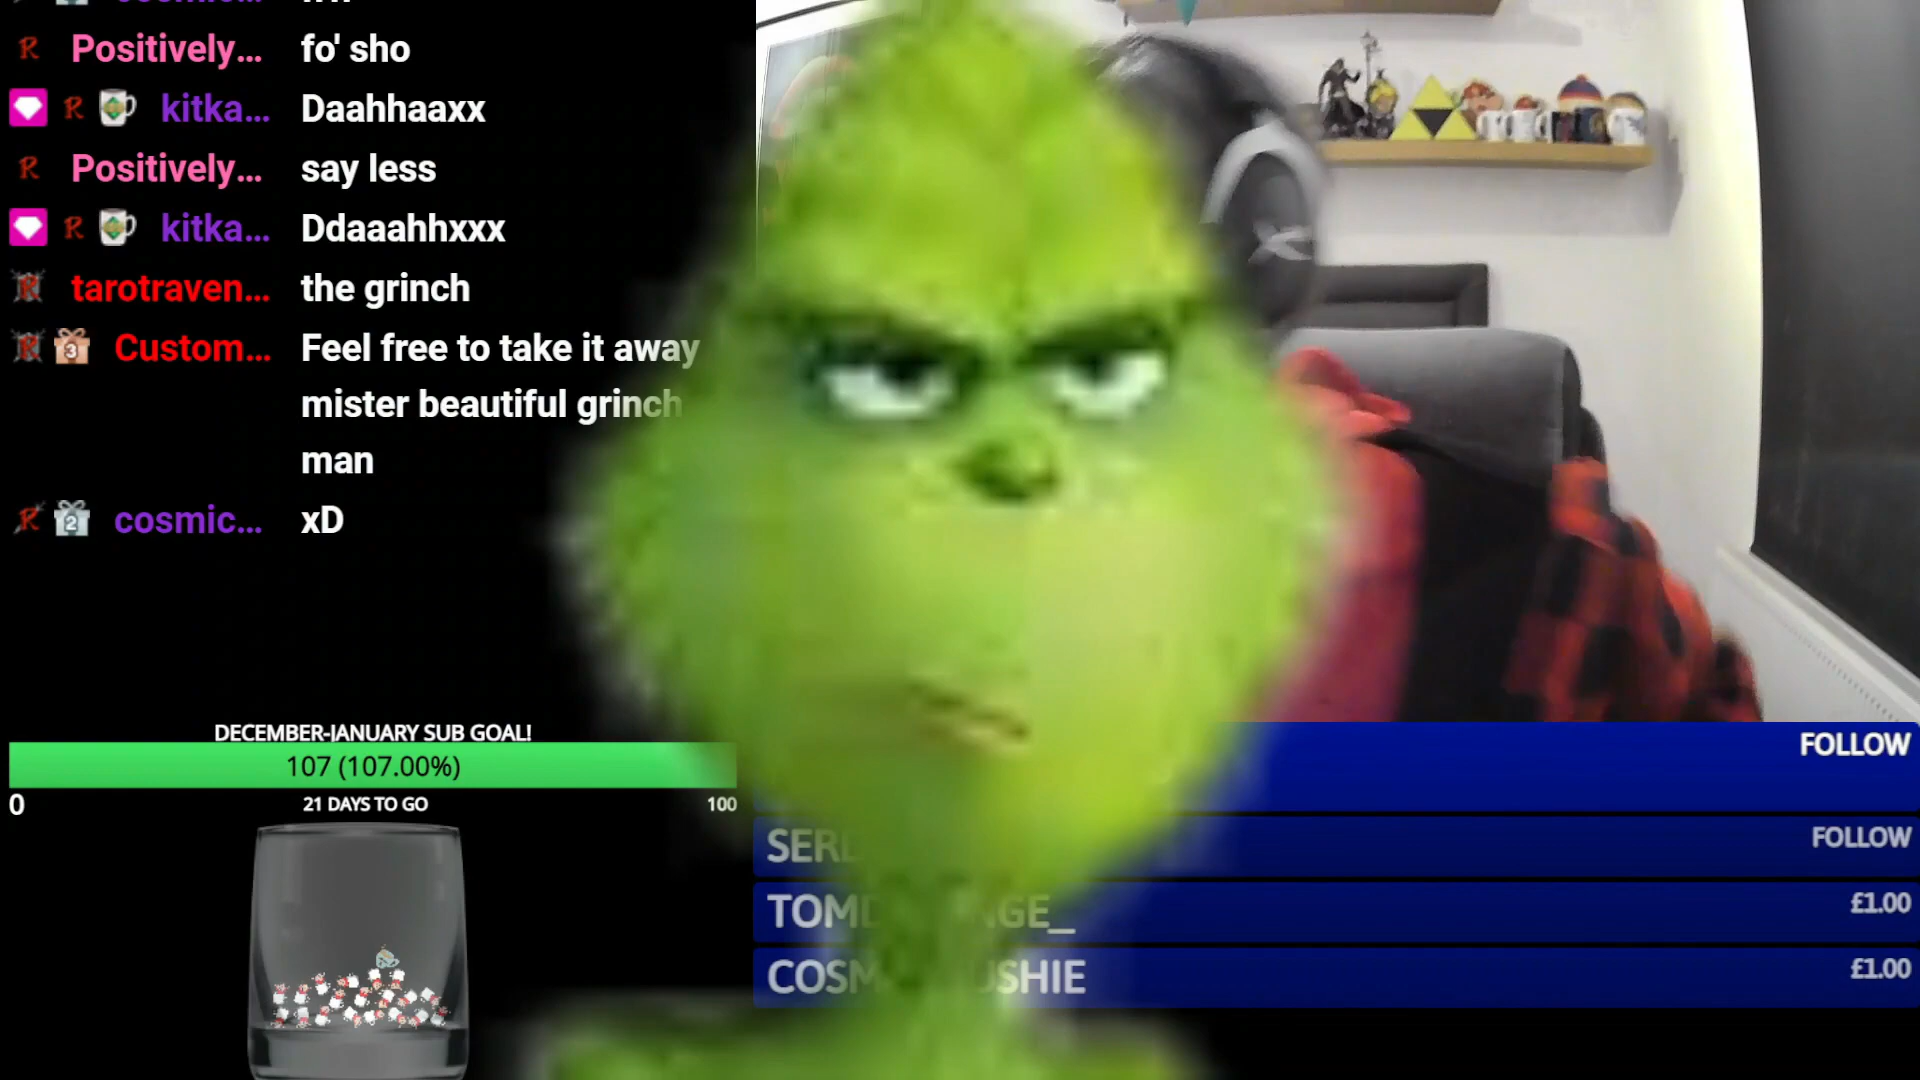 Positively... fo' sho
kitka... Daahhaaxx
Positively... say less
kitka... Ddaaahhxxx
tarotraven... the grinch
Custom... Feel free to take it away
mister beautiful grinch
man
cosmic... xD
DECEMBER-JANUARY SUB GOAL!
107 (107.00%)
0 21 DAYS TO GO 100
FOLLOW
FOLLOW
£1.00
£1.00